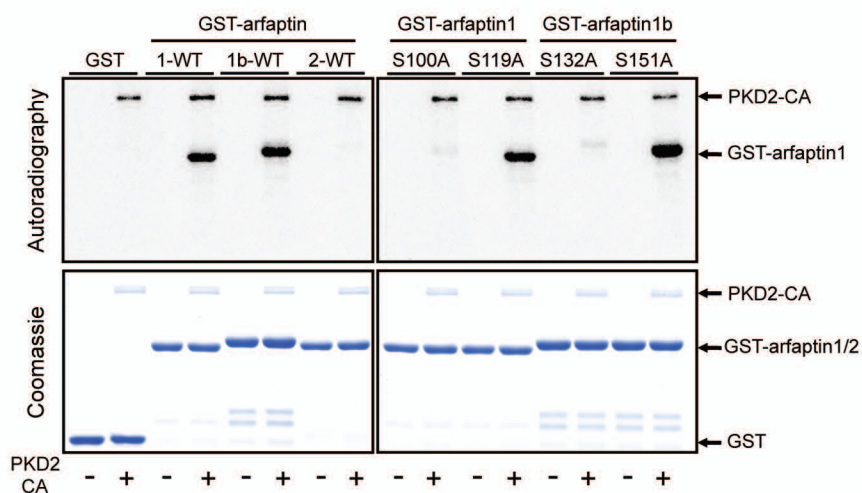 GST-arfaptin GST-arfaptin1 GST-arfaptin1b
GST 1-WT 1b-WT 2-WT S100A S119A S132A S151A
Autoradiography
PKD2-CA
GST-arfaptin1
Coomassie
PKD2-CA
GST-arfaptin1/2
GST
PKD2
CA
- + - + - + - + - + - + - + - +